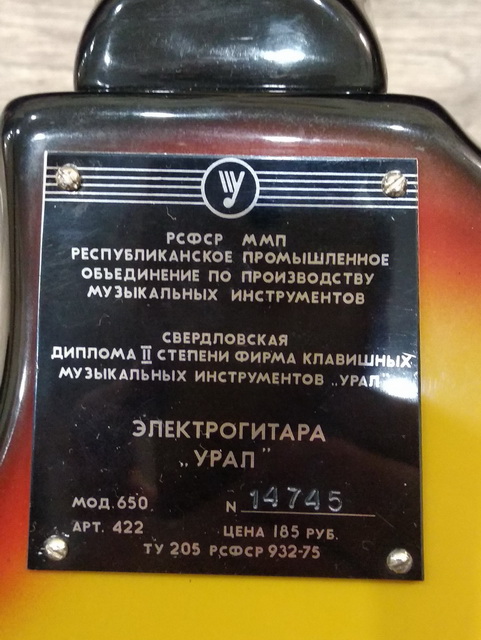 РСФСР ММП
РЕСПУБЛИКАНСКОЕ ПРОМЫШЛЕННОЕ
ОБЪЕДИНЕНИЕ ПО ПРОИЗВОДСТВУ
МУЗЫКАЛЬНЫХ ИНСТРУМЕНТОВ
СВЕРДЛОВСКАЯ
ДИПЛОМА II СТЕПЕНИ ФИРМА КЛАВИШНЫХ
МУЗЫКАЛЬНЫХ ИНСТРУМЕНТОВ „УРАЛ"
ЭЛЕКТРОГИТАРА
„УРАЛ"
МОД. 650 N 14745
АРТ. 422 ЦЕНА 185 РУБ.
ТУ 205 РСФСР 932-75